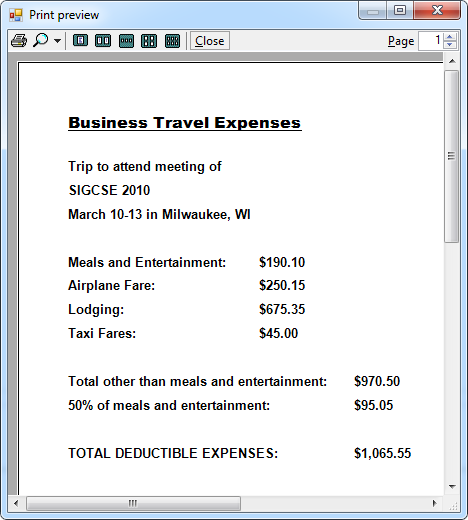 Print preview
Close Page 1
Business Travel Expenses
Trip to attend meeting of
SIGCSE 2010
March 10-13 in Milwaukee, WI
Meals and Entertainment: $190.10
Airplane Fare: $250.15
Lodging: $675.35
Taxi Fares: $45.00
Total other than meals and entertainment: $970.50
50% of meals and entertainment: $95.05
TOTAL DEDUCTIBLE EXPENSES: $1,065.55